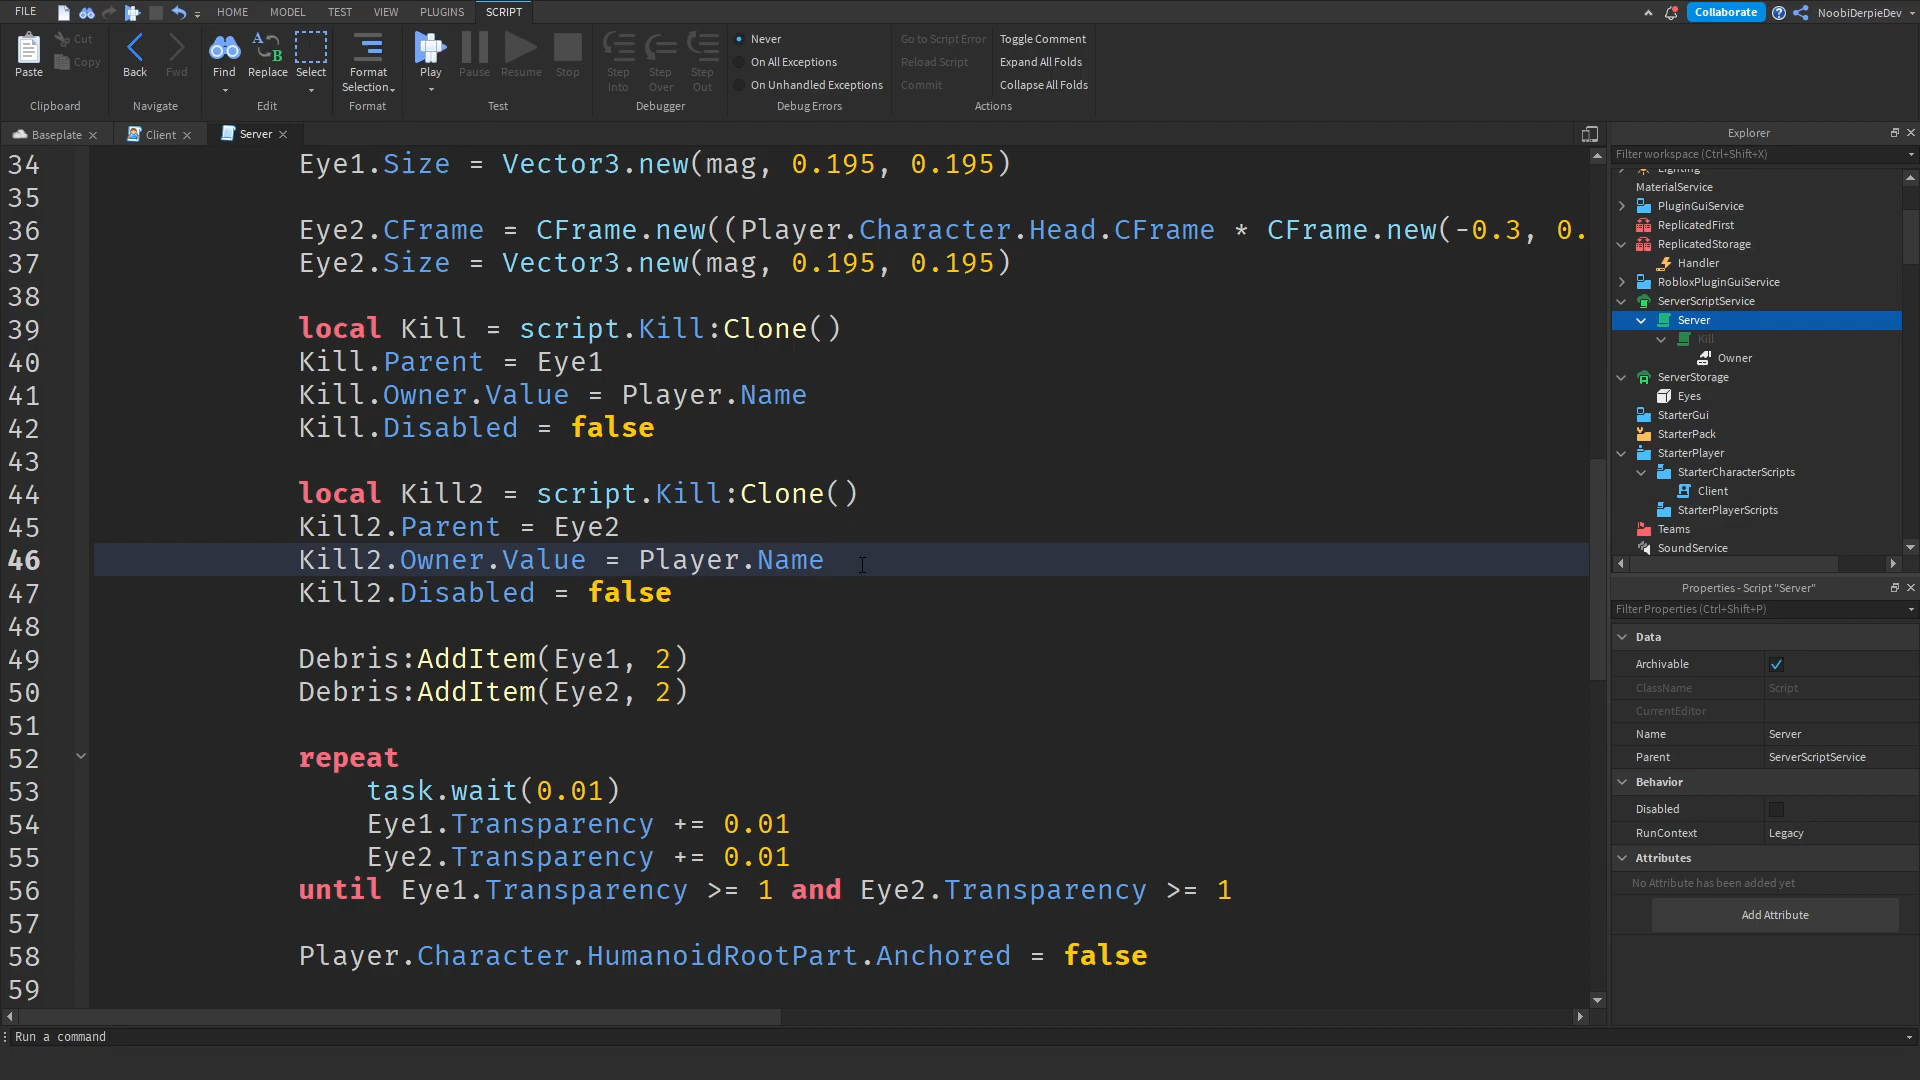 FILE HOME MODEL TEST VIEW PLUGINS SCRIPT Collaborate NoobiDerpieDev
Paste Cut Copy Clipboard
Back Fwd Navigate
Find Replace Select Edit
Format Selection Format
Play Pause Resume Stop Test
Step Into Step Over Step Out Debugger
Never
On All Exceptions
On Unhandled Exceptions
Debug Errors
Go to Script Error Toggle Comment
Reload Script Expand All Folds
Commit Collapse All Folds
Actions
Baseplate Client Server
34 Eye1.Size = Vector3.new(mag, 0.195, 0.195)
35
36 Eye2.CFrame = CFrame.new((Player.Character.Head.CFrame * CFrame.new(-0.3, 0.
37 Eye2.Size = Vector3.new(mag, 0.195, 0.195)
38
39 local Kill = script.Kill:Clone()
40 Kill.Parent = Eye1
41 Kill.Owner.Value = Player.Name
42 Kill.Disabled = false
43
44 local Kill2 = script.Kill:Clone()
45 Kill2.Parent = Eye2
46 Kill2.Owner.Value = Player.Name
47 Kill2.Disabled = false
48
49 Debris:AddItem(Eye1, 2)
50 Debris:AddItem(Eye2, 2)
51
52 repeat
53 task.wait(0.01)
54 Eye1.Transparency += 0.01
55 Eye2.Transparency += 0.01
56 until Eye1.Transparency >= 1 and Eye2.Transparency >= 1
57
58 Player.Character.HumanoidRootPart.Anchored = false
59
Run a command
Explorer
Filter workspace (Ctrl+Shift+X)
Lighting
MaterialService
PluginGuiService
ReplicatedFirst
ReplicatedStorage
Handler
RobloxPluginGuiService
ServerScriptService
Server
Kill
Owner
ServerStorage
Eyes
StarterGui
StarterPack
StarterPlayer
StarterCharacterScripts
Client
StarterPlayerScripts
Teams
SoundService
Properties - Script "Server"
Filter Properties (Ctrl+Shift+P)
Data
Archivable
ClassName Script
CurrentEditor
Name Server
Parent ServerScriptService
Behavior
Disabled
RunContext Legacy
Attributes
No Attribute has been added yet
Add Attribute